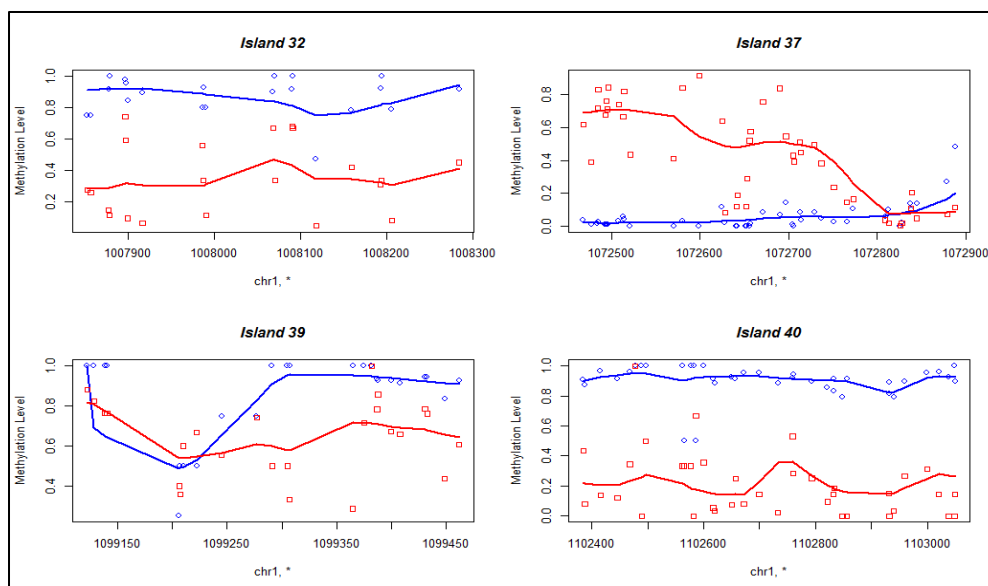 Island 32
Methylation Level
1.0
0.8
0.6
0.4
0.2
1007900 1008000 1008100 1008200 1008300
chr1, *
Island 37
Methylation Level
0.8
0.6
0.4
0.2
0.0
1072500 1072600 1072700 1072800 1072900
chr1, *
Island 39
Methylation Level
1.0
0.8
0.6
0.4
1099150 1099250 1099350 1099450
chr1, *
Island 40
Methylation Level
1.0
0.8
0.6
0.4
0.2
0.0
1102400 1102600 1102800 1103000
chr1, *